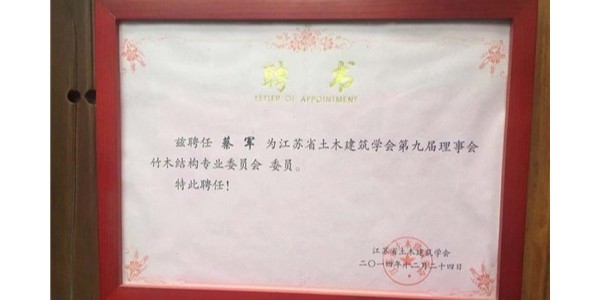 聘 书
LETLER OF APPOINTMENT
兹聘任 蔡 军 为江苏省土木建筑学会第九届理事会
竹木结构专业委员会 委员。
特此聘任！
江苏省土木建筑学会
二〇一四年十二月二十四日